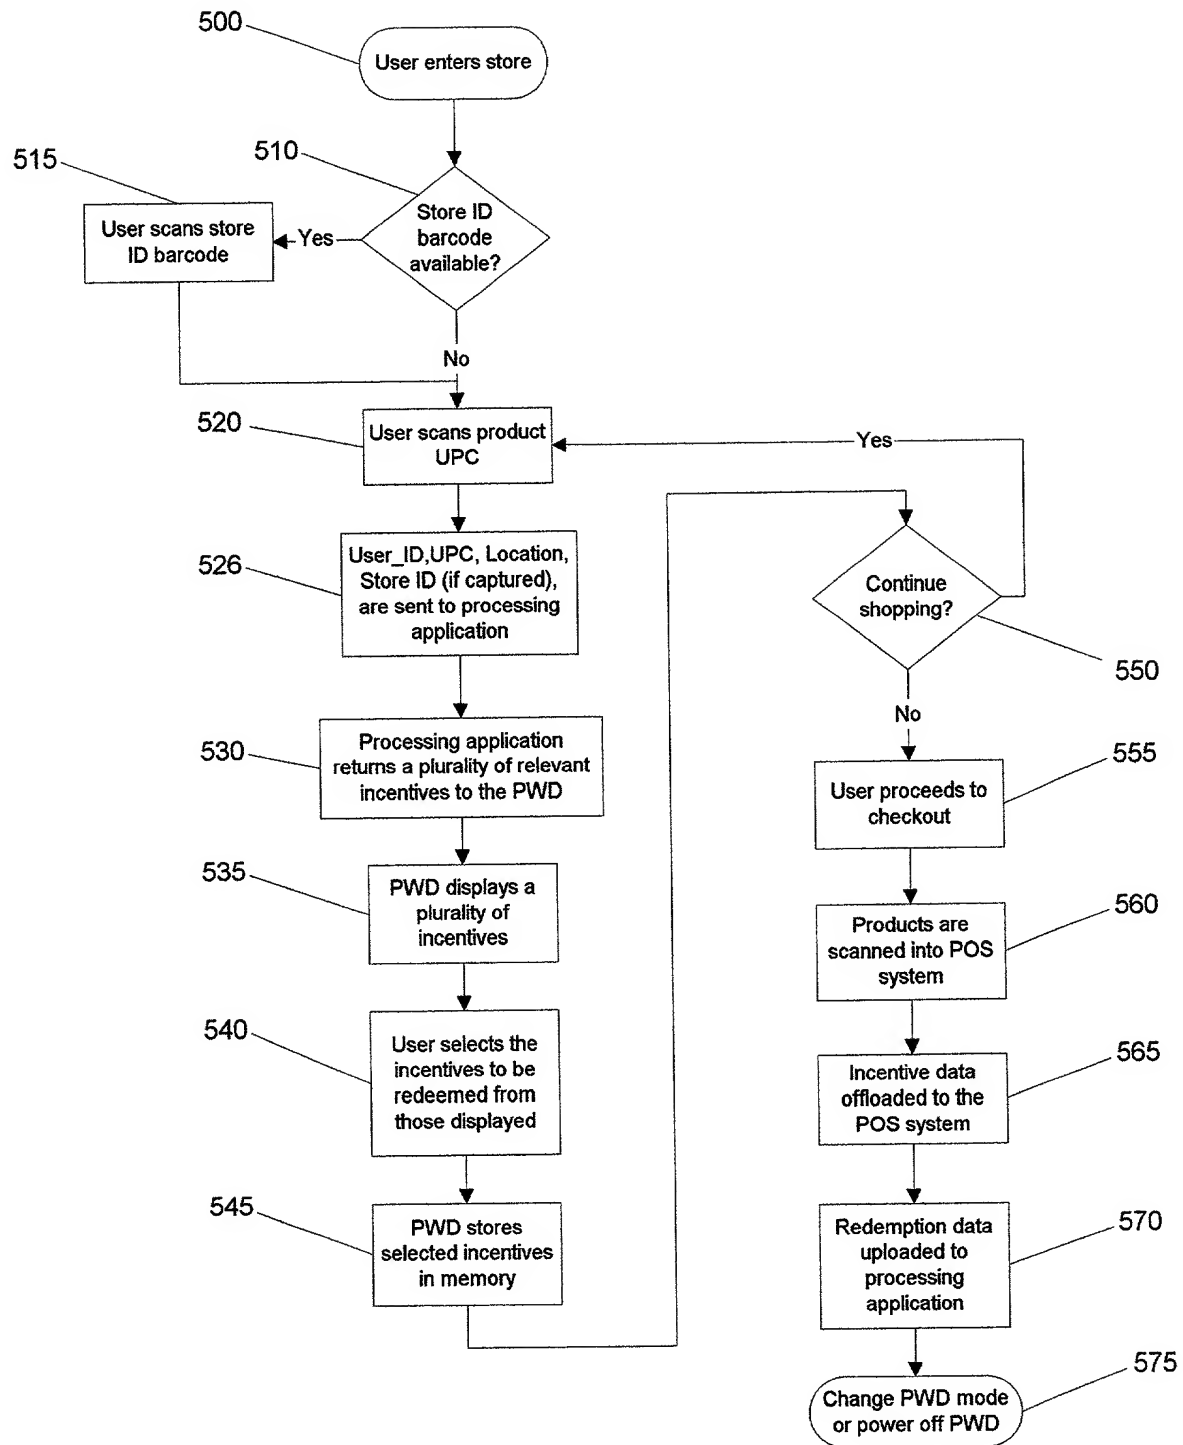 500
User enters store
510
515
Store ID
barcode
available?
User scans store
ID barcode
Yes
No
520
User scans product
UPC
Yes
526
User_ID,UPC, Location,
Store ID (if captured),
are sent to processing
application
530
Processing application
returns a plurality of relevant
incentives to the PWD
535
PWD displays a
plurality of
incentives
540
User selects the
incentives to be
redeemed from
those displayed
545
PWD stores
selected incentives
in memory
Continue
shopping?
550
No
555
User proceeds to
checkout
560
Products are
scanned into POS
system
565
Incentive data
offloaded to the
POS system
570
Redemption data
uploaded to
processing
application
575
Change PWD mode
or power off PWD